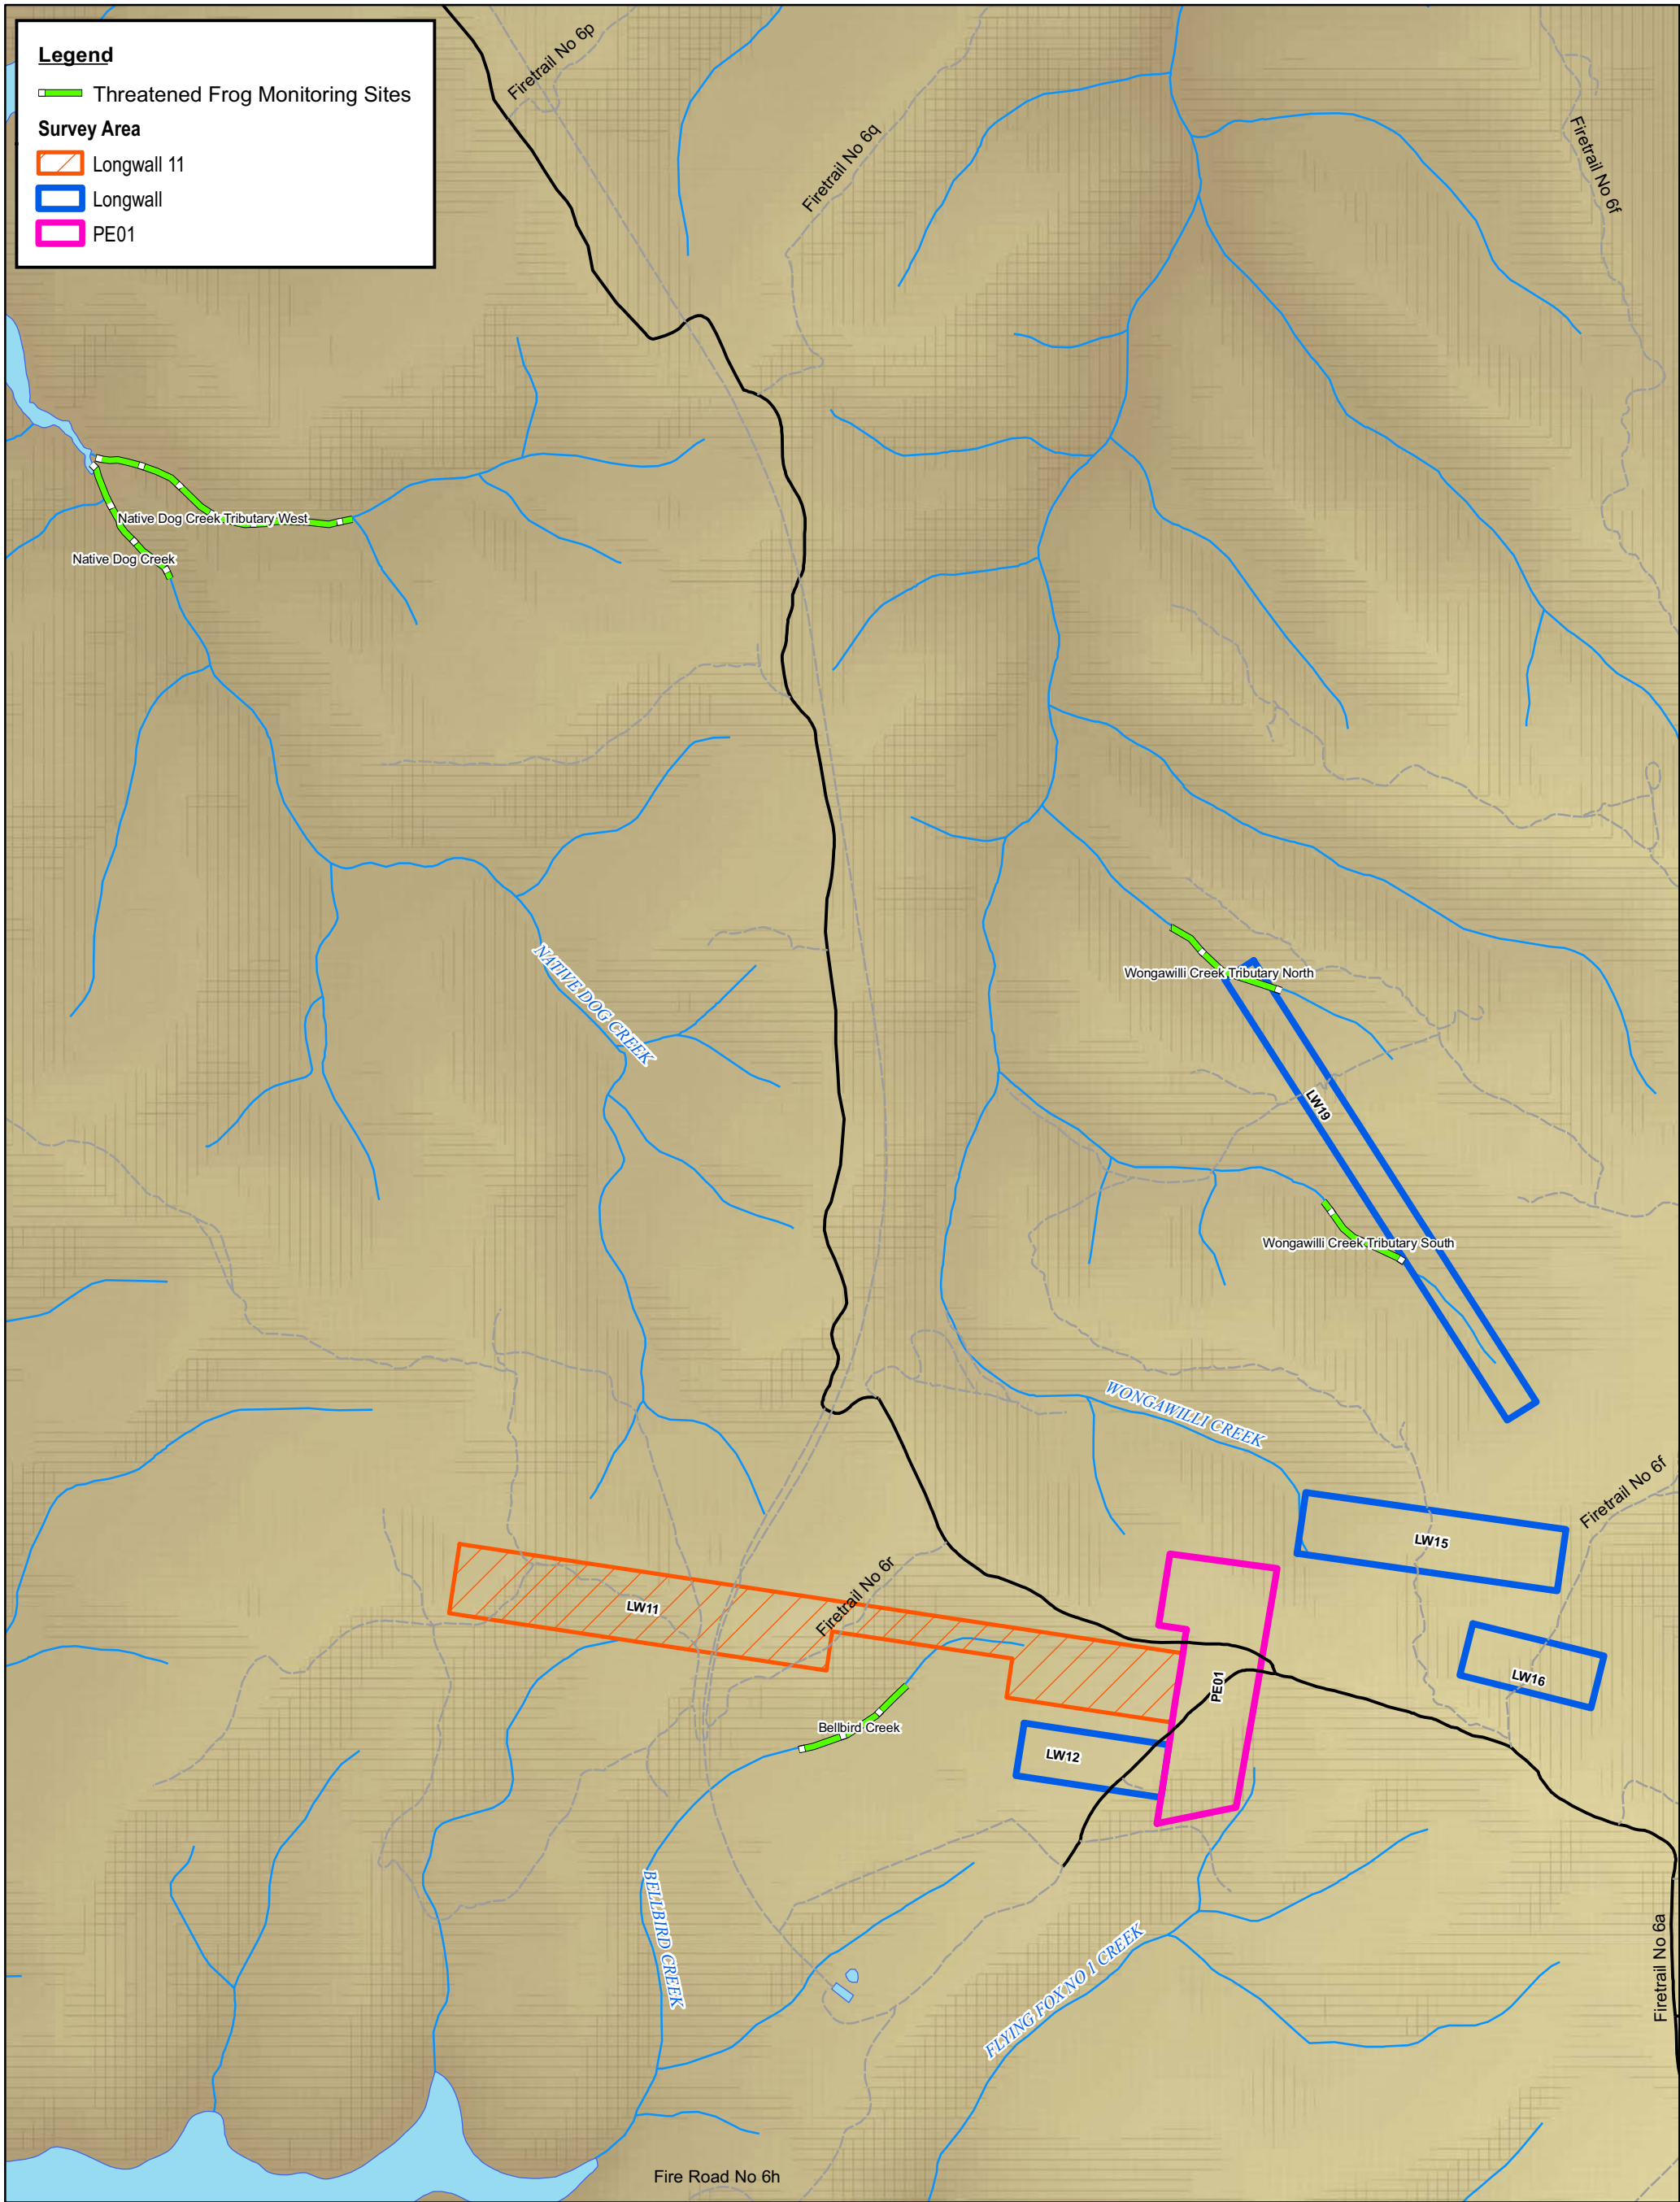 Legend
Threatened Frog Monitoring Sites
Survey Area
Longwall 11
Longwall
PE01
Firetrail No 6p
Firetrail No 6q
Firetrail No 6f
Native Dog Creek Tributary West
Native Dog Creek
NATIVE DOG CREEK
Wongawilli Creek Tributary North
LW19
Wongawilli Creek Tributary South
WONGAWILLI CREEK
Firetrail No 6f
LW15
LW11
Firetrail No 6r
LW16
PE01
Bellbird Creek
LW12
BELLBIRD CREEK
FLYING FOX NO 1 CREEK
Firetrail No 6a
Fire Road No 6h